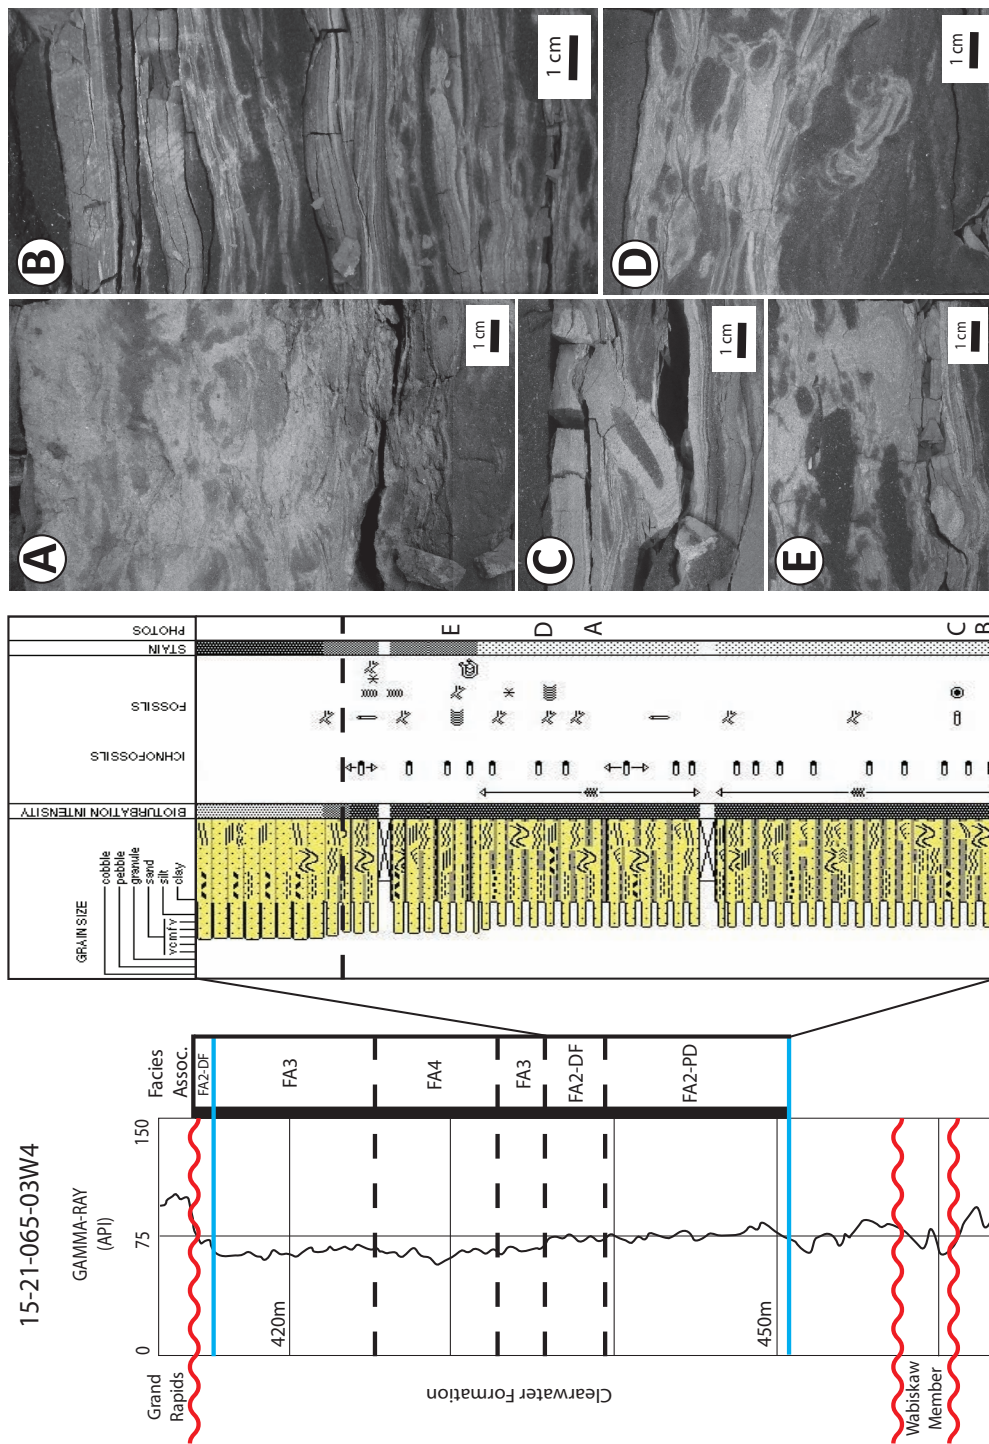 15-21-065-03W4
GAMMA-RAY
(API)
0
75
150
Facies
Assoc.
Grand
Rapids
Clearwater Formation
Wabiskaw
Member
420m
450m
FA2-DF
FA3
FA4
FA3
FA2-DF
FA2-PD
GRAIN SIZE
cobble
pebble
granule
sand
silt
clay
vcmfv
BIOTURBATION INTENSITY
ICHNOFOSSILS
FOSSILS
STAIN
PHOTOS
E
D
A
C
B
A
1 cm
B
1 cm
C
1 cm
D
1 cm
E
1 cm